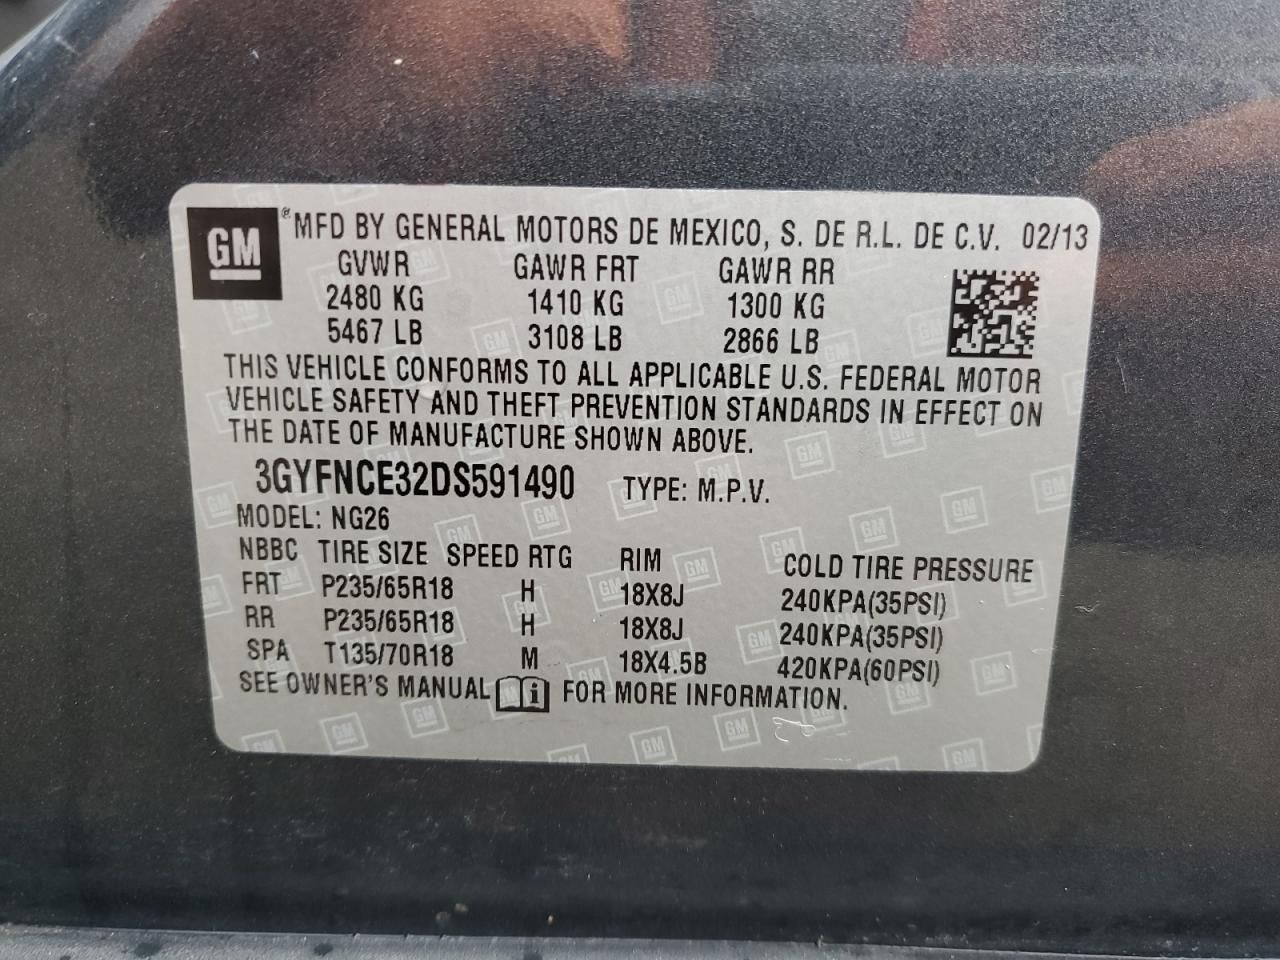 GM ® MFD BY GENERAL MOTORS DE MEXICO, S. DE R.L. DE C.V. 02/13
GVWR GAWR FRT GAWR RR
2480 KG 1410 KG 1300 KG
5467 LB 3108 LB 2866 LB
THIS VEHICLE CONFORMS TO ALL APPLICABLE U.S. FEDERAL MOTOR
VEHICLE SAFETY AND THEFT PREVENTION STANDARDS IN EFFECT ON
THE DATE OF MANUFACTURE SHOWN ABOVE.
3GYFNCE32DS591490 TYPE: M.P.V.
MODEL: NG26
NBBC TIRE SIZE SPEED RTG RIM COLD TIRE PRESSURE
FRT P235/65R18 H 18X8J 240KPA(35PSI)
RR P235/65R18 H 18X8J 240KPA(35PSI)
SPA T135/70R18 M 18X4.5B 420KPA(60PSI)
SEE OWNER'S MANUAL i FOR MORE INFORMATION.